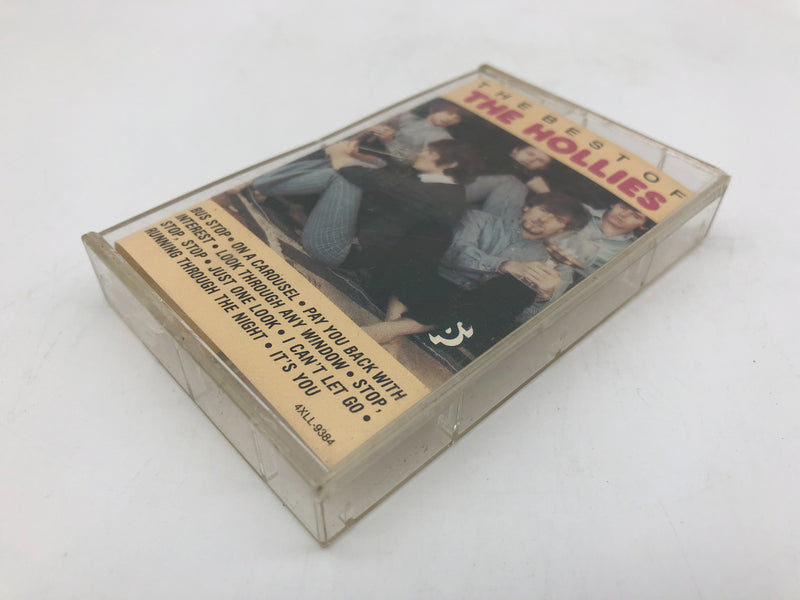 THE BEST OF
THE HOLLIES
BUS STOP • ON A CAROUSEL • PAY YOU BACK WITH
INTEREST • LOOK THROUGH ANY WINDOW • STOP,
STOP, STOP • JUST ONE LOOK • I CAN'T LET GO •
RUNNING THROUGH THE NIGHT • IT'S YOU
4XLL-9384